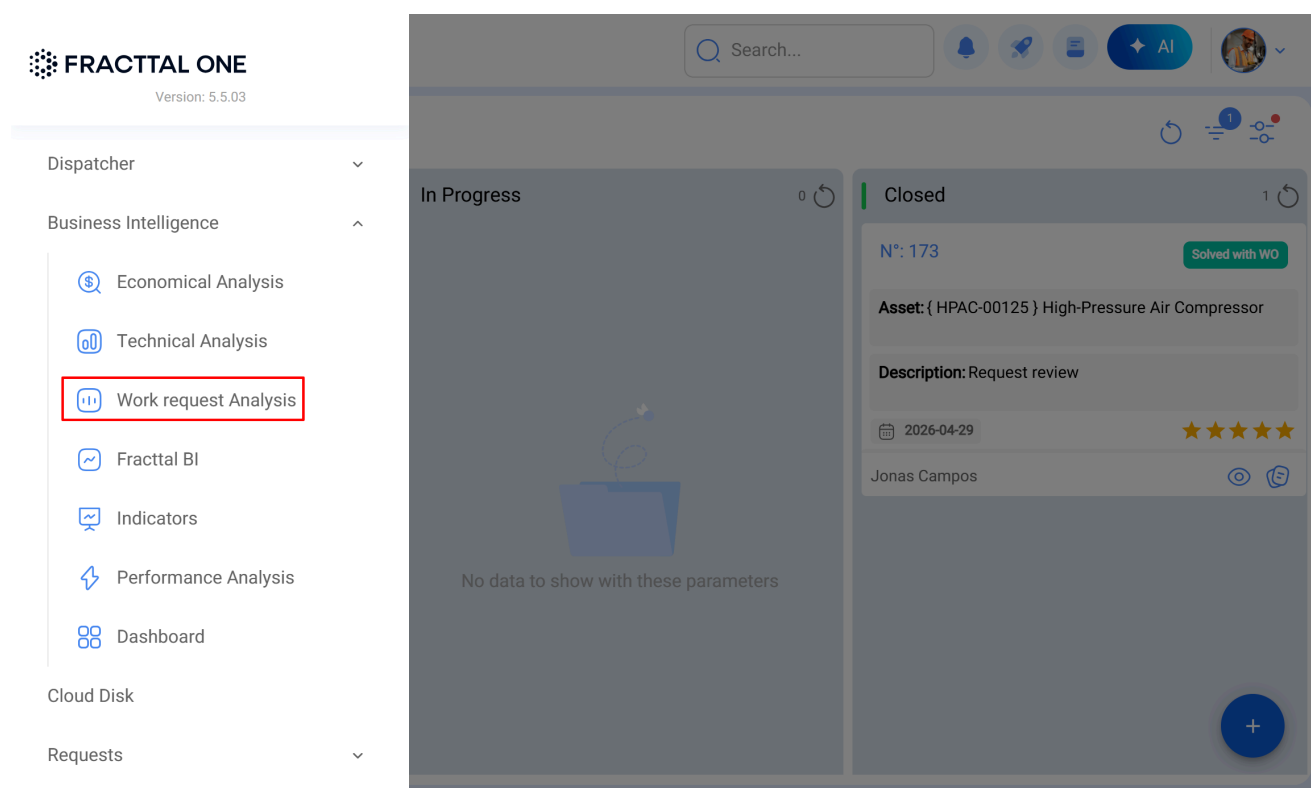 FRACTTAL ONE
Version: 5.5.03
Search...
AI
Dispatcher
Business Intelligence
Economical Analysis
Technical Analysis
Work request Analysis
Fracttal BI
Indicators
Performance Analysis
Dashboard
Cloud Disk
Requests
1
In Progress
0
No data to show with these parameters
Closed
1
N°: 173
Solved with WO
Asset: { HPAC-00125 } High-Pressure Air Compressor
Description: Request review
2026-04-29
Jonas Campos